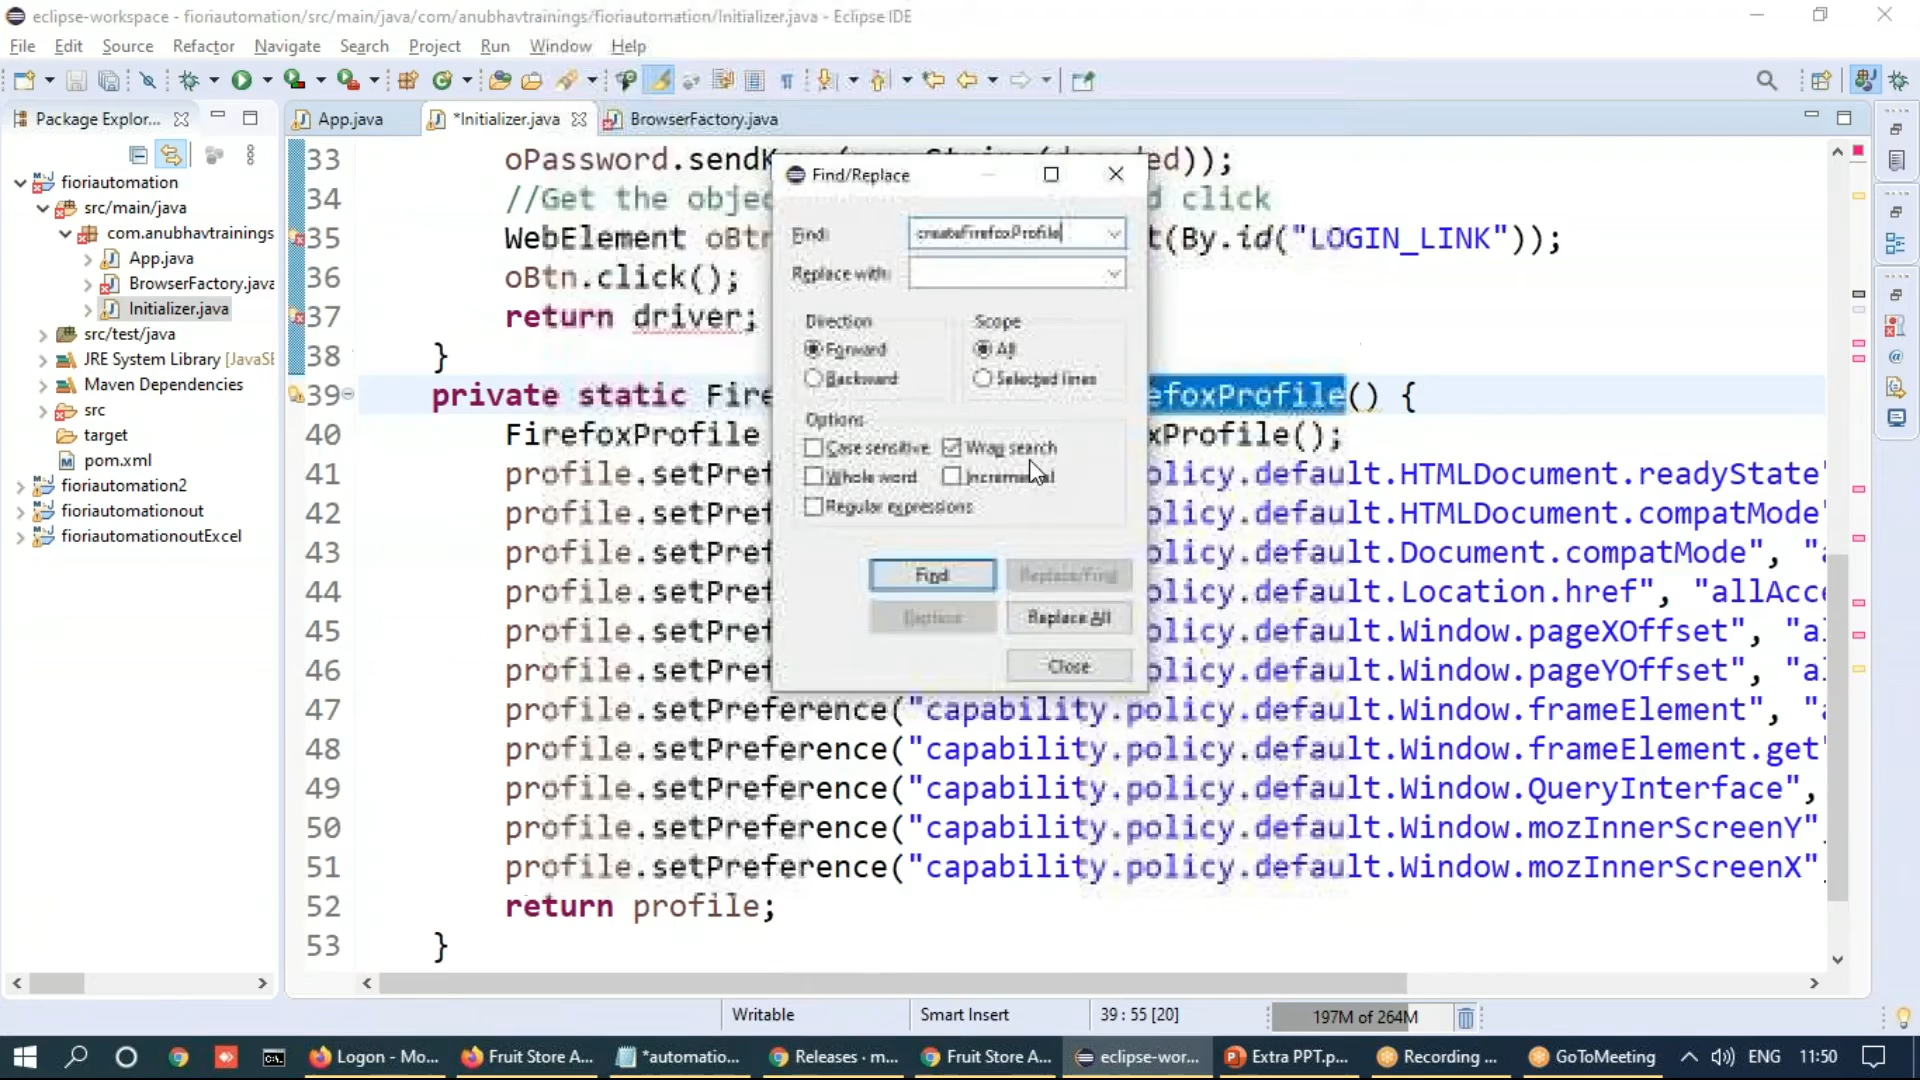 eclipse-workspace - fioriautomation/src/main/java/com/anubhavtrainings/fioriautomation/Initializer.java - Eclipse IDE
File Edit Source Refactor Navigate Search Project Run Window Help
Package Explor...
App.java
*Initializer.java
BrowserFactory.java
fioriautomation
src/main/java
com.anubhavtrainings
App.java
BrowserFactory.java
Initializer.java
src/test/java
JRE System Library [JavaSE
Maven Dependencies
src
target
pom.xml
fioriautomation2
fioriautomationout
fioriautomationoutExcel
33 oPassword.sendK ed));
34 //Get the objec d click
35 WebElement oBtn t(By.id("LOGIN_LINK"));
36 oBtn.click();
37 return driver;
38 }
39 private static Fire efoxProfile() {
40 FirefoxProfile xProfile();
41 profile.setPref olicy.default.HTMLDocument.readyState"
42 profile.setPref olicy.default.HTMLDocument.compatMode"
43 profile.setPref olicy.default.Document.compatMode", "a
44 profile.setPref olicy.default.Location.href", "allAcce
45 profile.setPref olicy.default.Window.pageXOffset", "al
46 profile.setPref olicy.default.Window.pageYOffset", "al
47 profile.setPreference("capability.policy.default.Window.frameElement", "a
48 profile.setPreference("capability.policy.default.Window.frameElement.get"
49 profile.setPreference("capability.policy.default.Window.QueryInterface",
50 profile.setPreference("capability.policy.default.Window.mozInnerScreenY"
51 profile.setPreference("capability.policy.default.Window.mozInnerScreenX"
52 return profile;
53 }
Find/Replace
Find: createFirefoxProfile
Replace with:
Direction
Forward
Backward
Scope
All
Selected lines
Options
Case sensitive
Wrap search
Whole word
Incremental
Regular expressions
Find
Replace/Find
Replace
Replace All
Close
Writable
Smart Insert
39 : 55 [20]
197M of 264M
Logon - Mo...
Fruit Store A...
*automatio...
Releases · m...
Fruit Store A...
eclipse-wor...
Extra PPT.p...
Recording ...
GoToMeeting
ENG
11:50